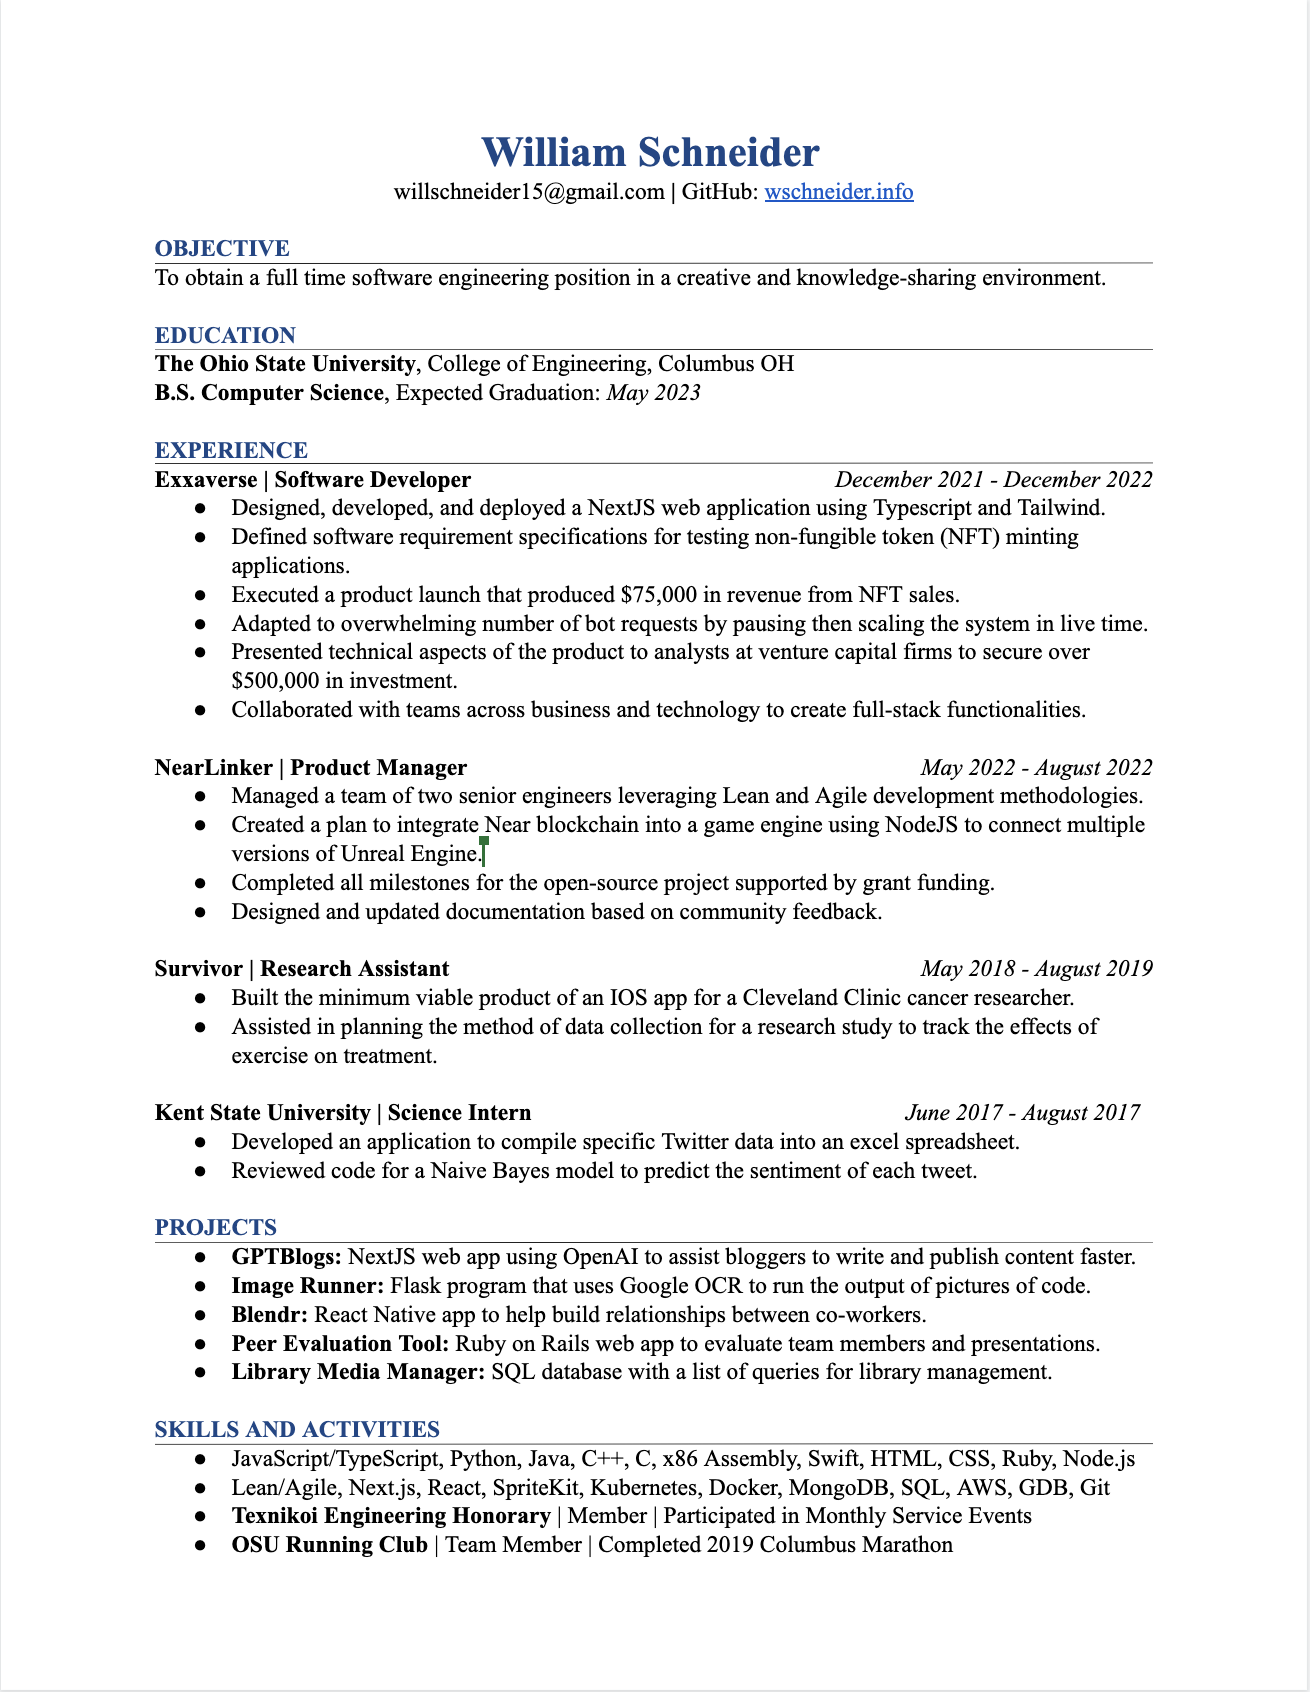 William Schneider
willschneider15@gmail.com | GitHub: wschneider.info
OBJECTIVE
To obtain a full time software engineering position in a creative and knowledge-sharing environment.
EDUCATION
The Ohio State University, College of Engineering, Columbus OH
B.S. Computer Science, Expected Graduation: May 2023
EXPERIENCE
Exxaverse | Software Developer December 2021 - December 2022
● Designed, developed, and deployed a NextJS web application using Typescript and Tailwind.
● Defined software requirement specifications for testing non-fungible token (NFT) minting
applications.
● Executed a product launch that produced $75,000 in revenue from NFT sales.
● Adapted to overwhelming number of bot requests by pausing then scaling the system in live time.
● Presented technical aspects of the product to analysts at venture capital firms to secure over
$500,000 in investment.
● Collaborated with teams across business and technology to create full-stack functionalities.
NearLinker | Product Manager May 2022 - August 2022
● Managed a team of two senior engineers leveraging Lean and Agile development methodologies.
● Created a plan to integrate Near blockchain into a game engine using NodeJS to connect multiple
versions of Unreal Engine.
● Completed all milestones for the open-source project supported by grant funding.
● Designed and updated documentation based on community feedback.
Survivor | Research Assistant May 2018 - August 2019
● Built the minimum viable product of an IOS app for a Cleveland Clinic cancer researcher.
● Assisted in planning the method of data collection for a research study to track the effects of
exercise on treatment.
Kent State University | Science Intern June 2017 - August 2017
● Developed an application to compile specific Twitter data into an excel spreadsheet.
● Reviewed code for a Naive Bayes model to predict the sentiment of each tweet.
PROJECTS
● GPTBlogs: NextJS web app using OpenAI to assist bloggers to write and publish content faster.
● Image Runner: Flask program that uses Google OCR to run the output of pictures of code.
● Blendr: React Native app to help build relationships between co-workers.
● Peer Evaluation Tool: Ruby on Rails web app to evaluate team members and presentations.
● Library Media Manager: SQL database with a list of queries for library management.
SKILLS AND ACTIVITIES
● JavaScript/TypeScript, Python, Java, C++, C, x86 Assembly, Swift, HTML, CSS, Ruby, Node.js
● Lean/Agile, Next.js, React, SpriteKit, Kubernetes, Docker, MongoDB, SQL, AWS, GDB, Git
● Texnikoi Engineering Honorary | Member | Participated in Monthly Service Events
● OSU Running Club | Team Member | Completed 2019 Columbus Marathon